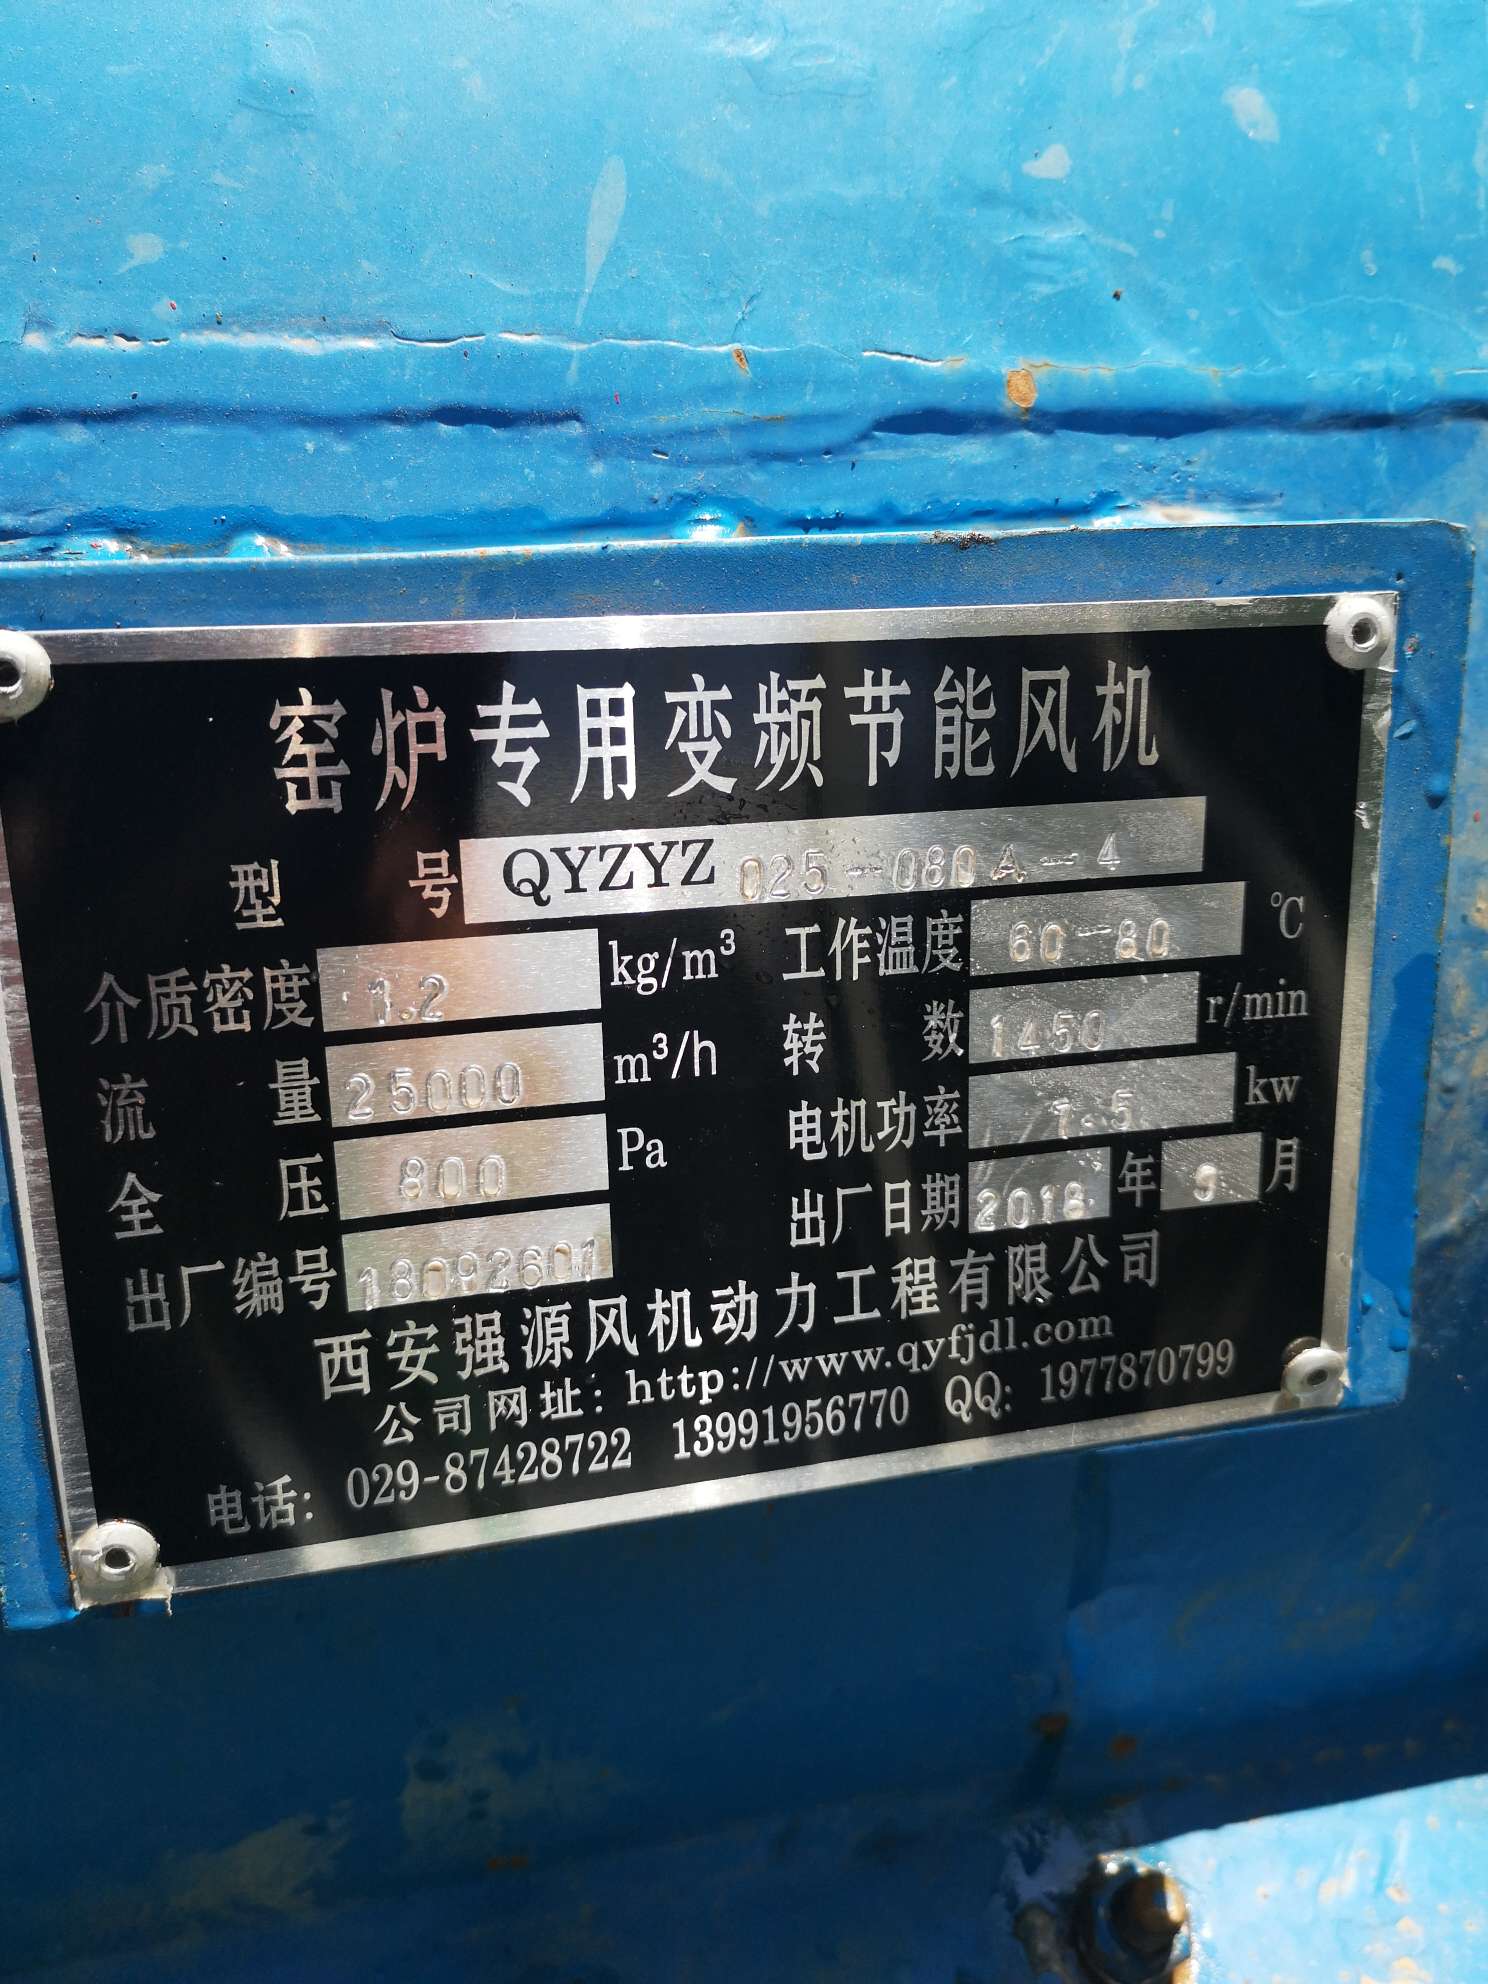 窑炉专用变频节能风机
型 号 QYZYZ 025-080A-4
介质密度 1.2 kg/m³ 工作温度 60-80 ℃
流 量 25000 m³/h 转 数 1450 r/min
全 压 800 Pa 电机功率 7.5 kw
出厂编号 18092601 出厂日期 2018 年 9 月
西安强源风机动力工程有限公司
公司网址: http://www.qyfjdl.com
电话: 029-87428722 13991956770 QQ: 1977870799